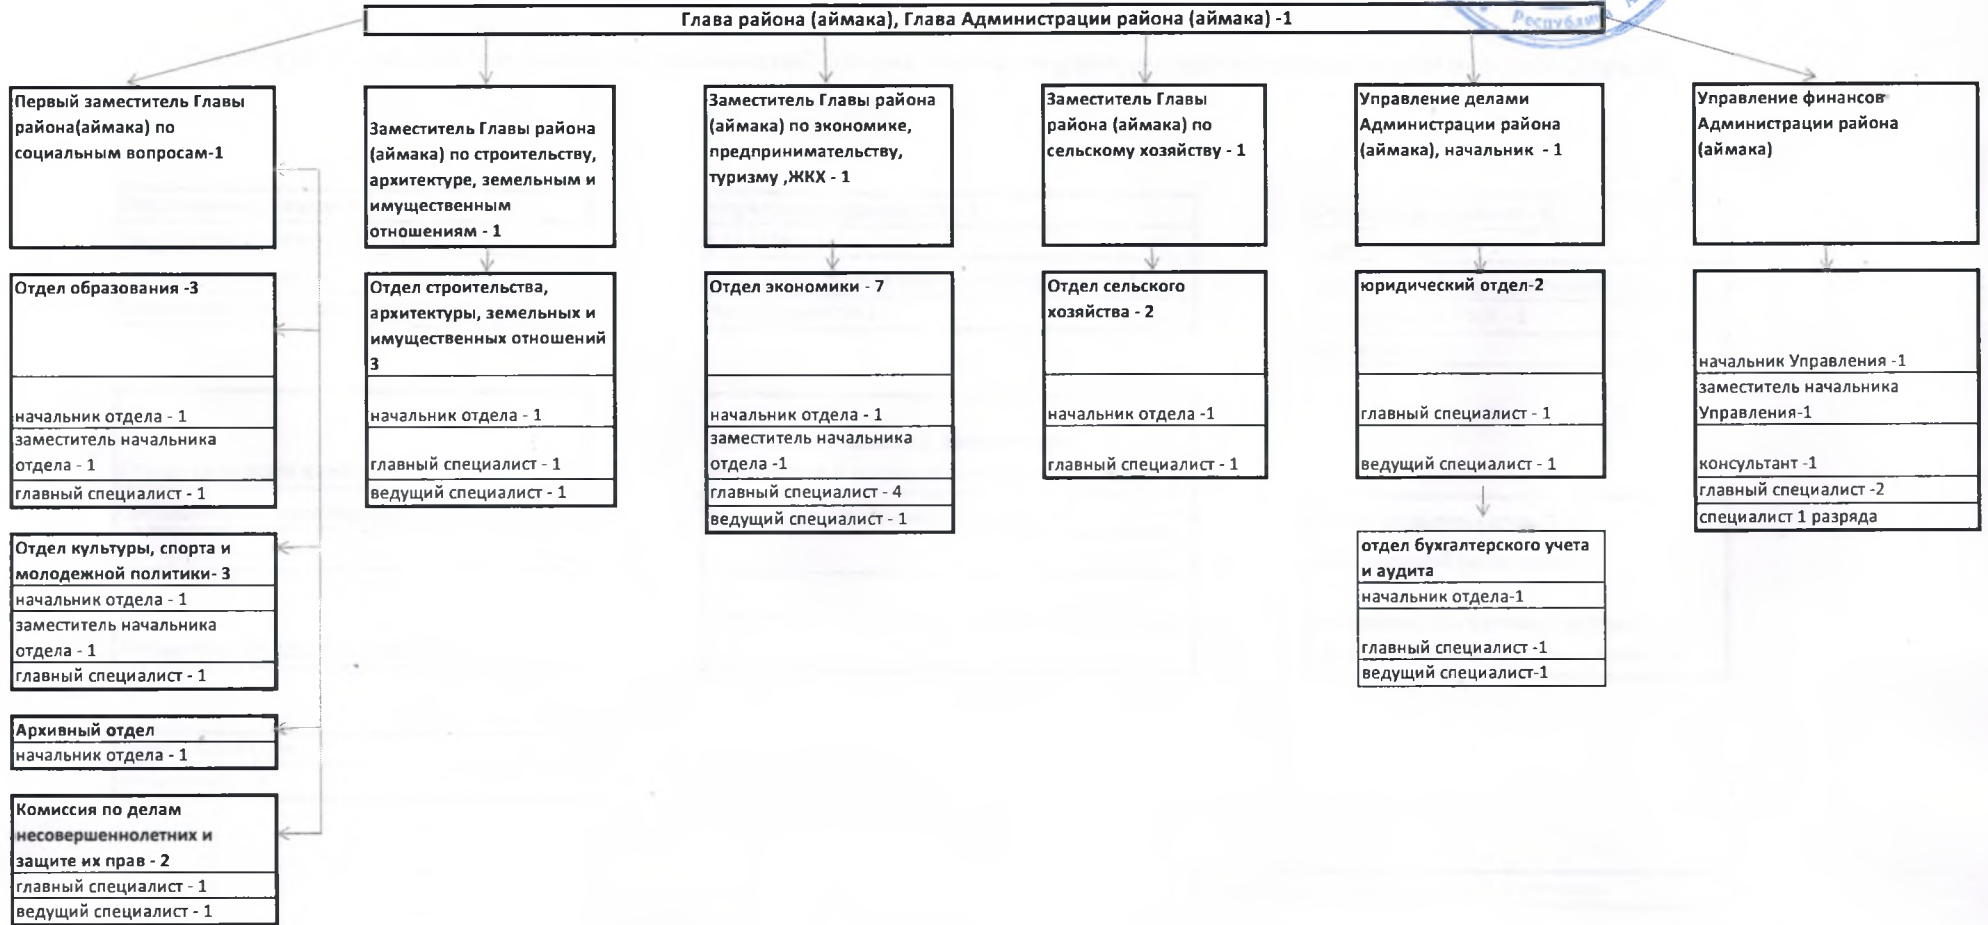 Глава района (аймака), Глава Администрации района (аймака) -1
Республика
Первый заместитель Главы
района(аймака) по
социальным вопросам-1
Отдел образования -3
начальник отдела - 1
заместитель начальника
отдела - 1
главный специалист - 1
Отдел культуры, спорта и
молодежной политики- 3
начальник отдела - 1
заместитель начальника
отдела - 1
главный специалист - 1
Архивный отдел
начальник отдела - 1
Комиссия по делам
несовершеннолетних и
защите их прав - 2
главный специалист - 1
ведущий специалист - 1
Заместитель Главы района
(аймака) по строительству,
архитектуре, земельным и
имущественным
отношениям - 1
Отдел строительства,
архитектуры, земельных и
имущественных отношений
3
начальник отдела - 1
главный специалист - 1
ведущий специалист - 1
Заместитель Главы района
(аймака) по экономике,
предпринимательству,
туризму ,ЖКХ - 1
Отдел экономики - 7
начальник отдела - 1
заместитель начальника
отдела -1
главный специалист - 4
ведущий специалист - 1
Заместитель Главы
района (аймака) по
сельскому хозяйству - 1
Отдел сельского
хозяйства - 2
начальник отдела -1
главный специалист - 1
Управление делами
Администрации района
(аймака), начальник - 1
юридический отдел-2
главный специалист - 1
ведущий специалист - 1
отдел бухгалтерского учета
и аудита
начальник отдела-1
главный специалист -1
ведущий специалист-1
Управление финансов
Администрации района
(аймака)
начальник Управления -1
заместитель начальника
Управления-1
консультант -1
главный специалист -2
специалист 1 разряда